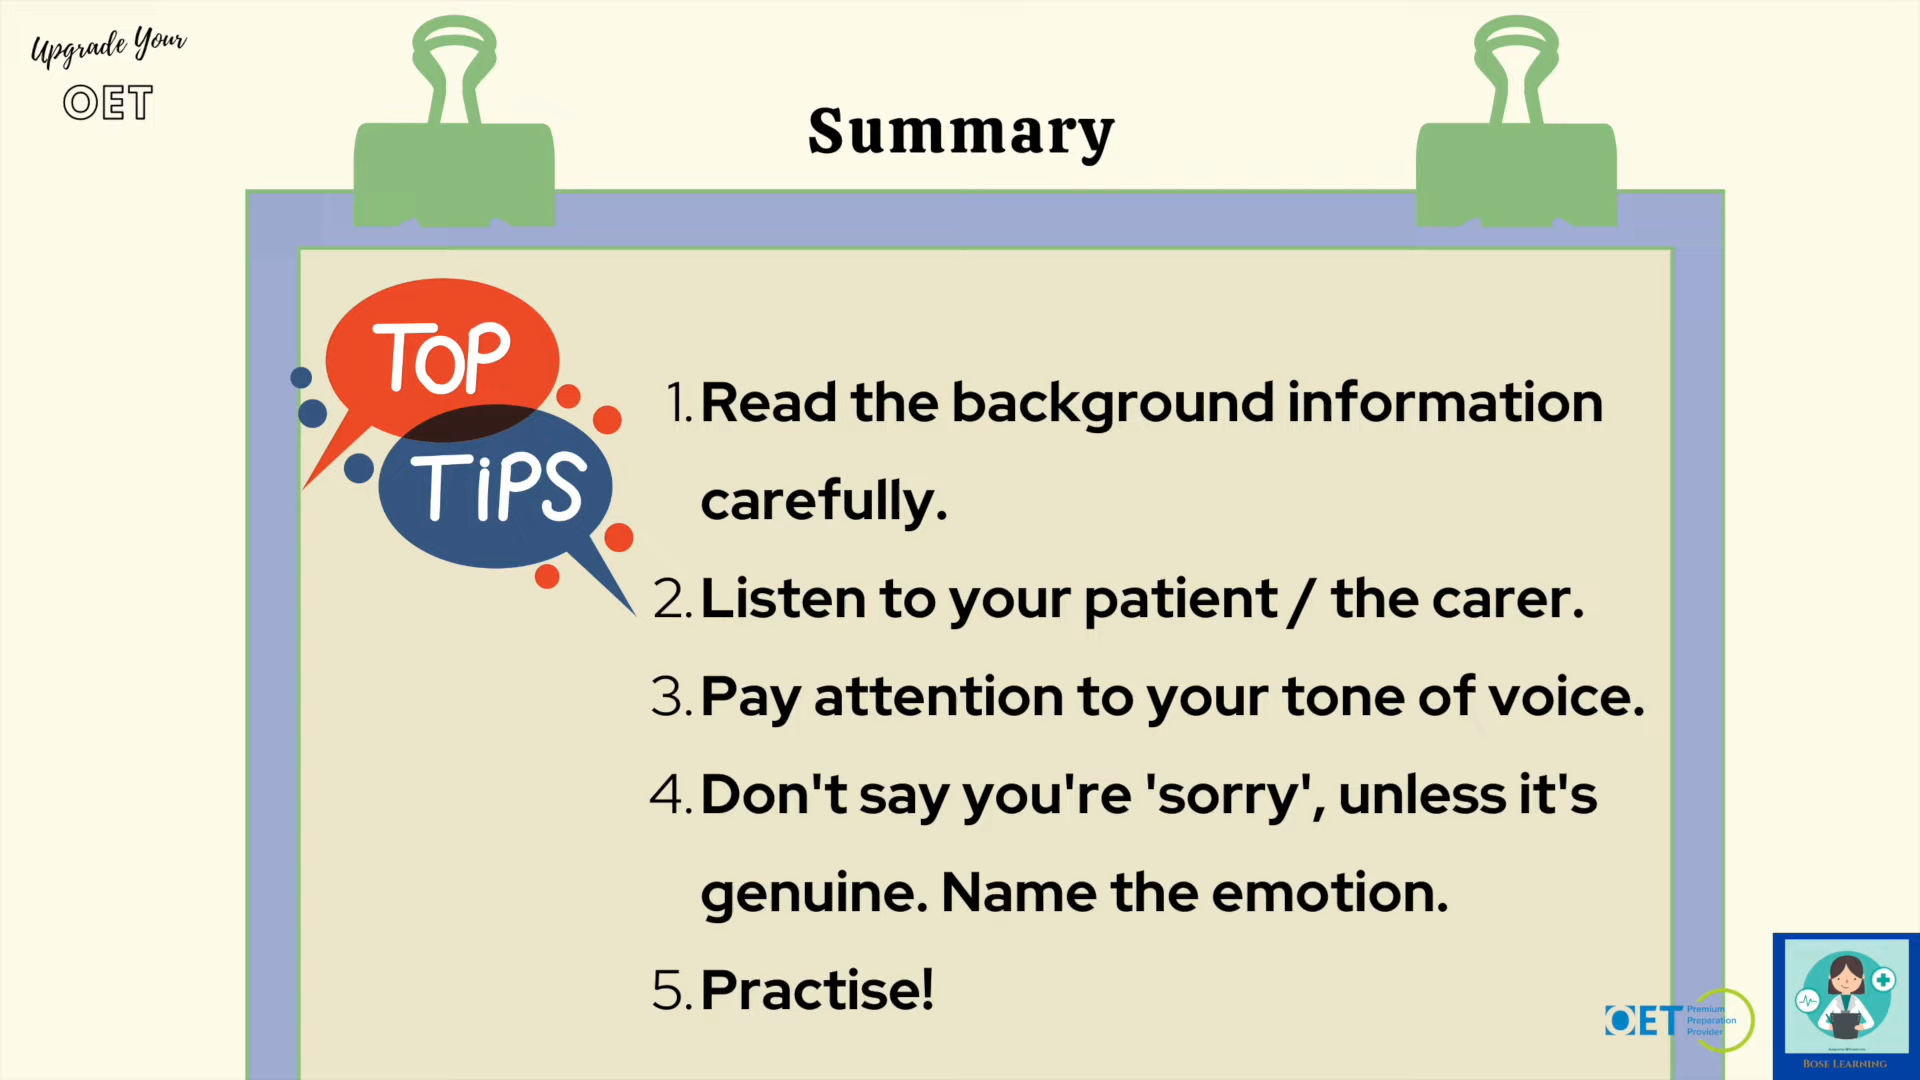 Upgrade Your
OET
Summary
TOP
TiPS
1. Read the background information
carefully.
2. Listen to your patient / the carer.
3. Pay attention to your tone of voice.
4. Don't say you're 'sorry', unless it's
genuine. Name the emotion.
5. Practise!
OET
Premium
Preparation
Provider
BOSE LEARNING